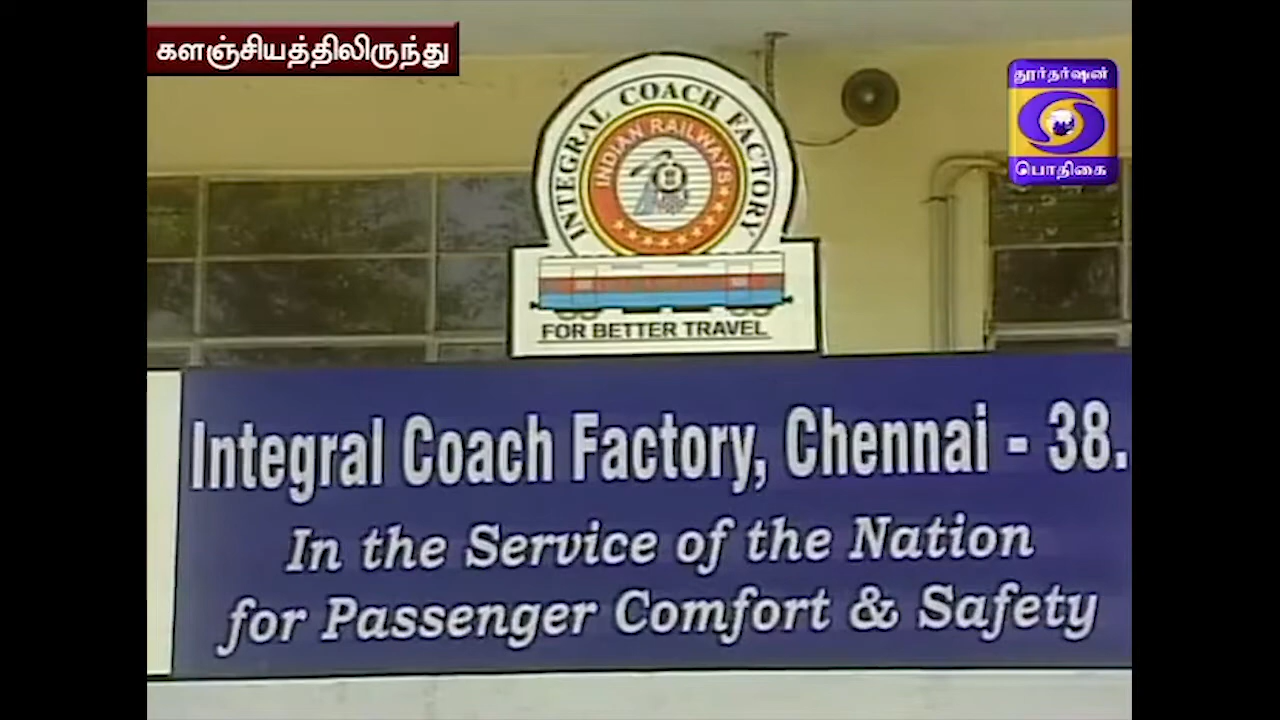 களஞ்சியத்திலிருந்து
தூர்தர்ஷன்
பொதிகை
INTEGRAL COACH FACTORY
INDIAN RAILWAYS
FOR BETTER TRAVEL
Integral Coach Factory, Chennai - 38.
In the Service of the Nation
for Passenger Comfort & Safety